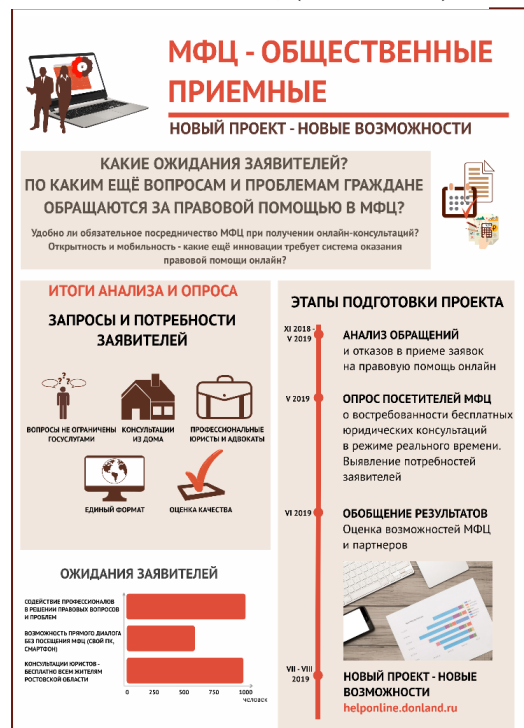 МФЦ - ОБЩЕСТВЕННЫЕ
ПРИЕМНЫЕ
НОВЫЙ ПРОЕКТ - НОВЫЕ ВОЗМОЖНОСТИ
КАКИЕ ОЖИДАНИЯ ЗАЯВИТЕЛЕЙ?
ПО КАКИМ ЕЩЁ ВОПРОСАМ И ПРОБЛЕМАМ ГРАЖДАНЕ
ОБРАЩАЮТСЯ ЗА ПРАВОВОЙ ПОМОЩЬЮ В МФЦ?
Удобно ли обязательное посредничество МФЦ при получении онлайн-консультаций?
Открытность и мобильность - какие ещё инновации требует система оказания
правовой помощи онлайн?
ИТОГИ АНАЛИЗА И ОПРОСА
ЗАПРОСЫ И ПОТРЕБНОСТИ
ЗАЯВИТЕЛЕЙ
ВОПРОСЫ НЕ ОГРАНИЧЕНЫ
ГОСУСЛУГАМИ
КОНСУЛЬТАЦИИ
ИЗ ДОМА
ПРОФЕССИОНАЛЬНЫЕ
ЮРИСТЫ И АДВОКАТЫ
ЕДИНЫЙ ФОРМАТ
ОЦЕНКА КАЧЕСТВА
ОЖИДАНИЯ ЗАЯВИТЕЛЕЙ
СОДЕЙСТВИЕ ПРОФЕССИОНАЛОВ
В РЕШЕНИИ ПРАВОВЫХ ВОПРОСОВ
И ПРОБЛЕМ
ВОЗМОЖНОСТЬ ПРЯМОГО ДИАЛОГА
БЕЗ ПОСЕЩЕНИЯ МФЦ (СВОЙ ПК,
СМАРТФОН)
КОНСУЛЬТАЦИИ ЮРИСТОВ -
БЕСПЛАТНО ВСЕМ ЖИТЕЛЯМ
РОСТОВСКОЙ ОБЛАСТИ
0 250 500 750 1000
человек
ЭТАПЫ ПОДГОТОВКИ ПРОЕКТА
XI 2018 -
V 2019
АНАЛИЗ ОБРАЩЕНИЙ
и отказов в приеме заявок
на правовую помощь онлайн
V 2019
ОПРОС ПОСЕТИТЕЛЕЙ МФЦ
о востребованности бесплатных
юридических консультаций
в режиме реального времени.
Выявление потребностей
заявителей
VI 2019
ОБОБЩЕНИЕ РЕЗУЛЬТАТОВ
Оценка возможностей МФЦ
и партнеров
VII - VIII
2019
НОВЫЙ ПРОЕКТ - НОВЫЕ
ВОЗМОЖНОСТИ
helponline.donland.ru